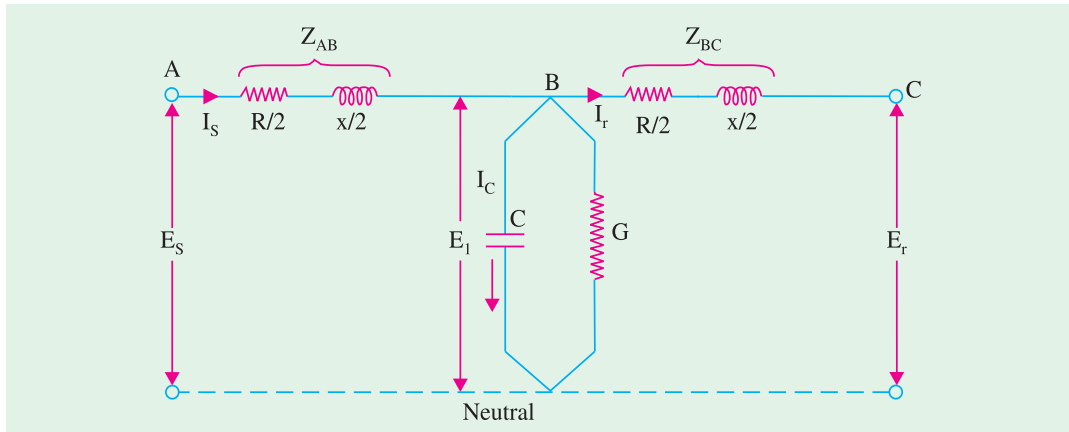 Z_AB Z_BC
A B C
I_S R/2 x/2 I_r R/2 x/2
I_C
C
E_S E_1 G E_r
Neutral